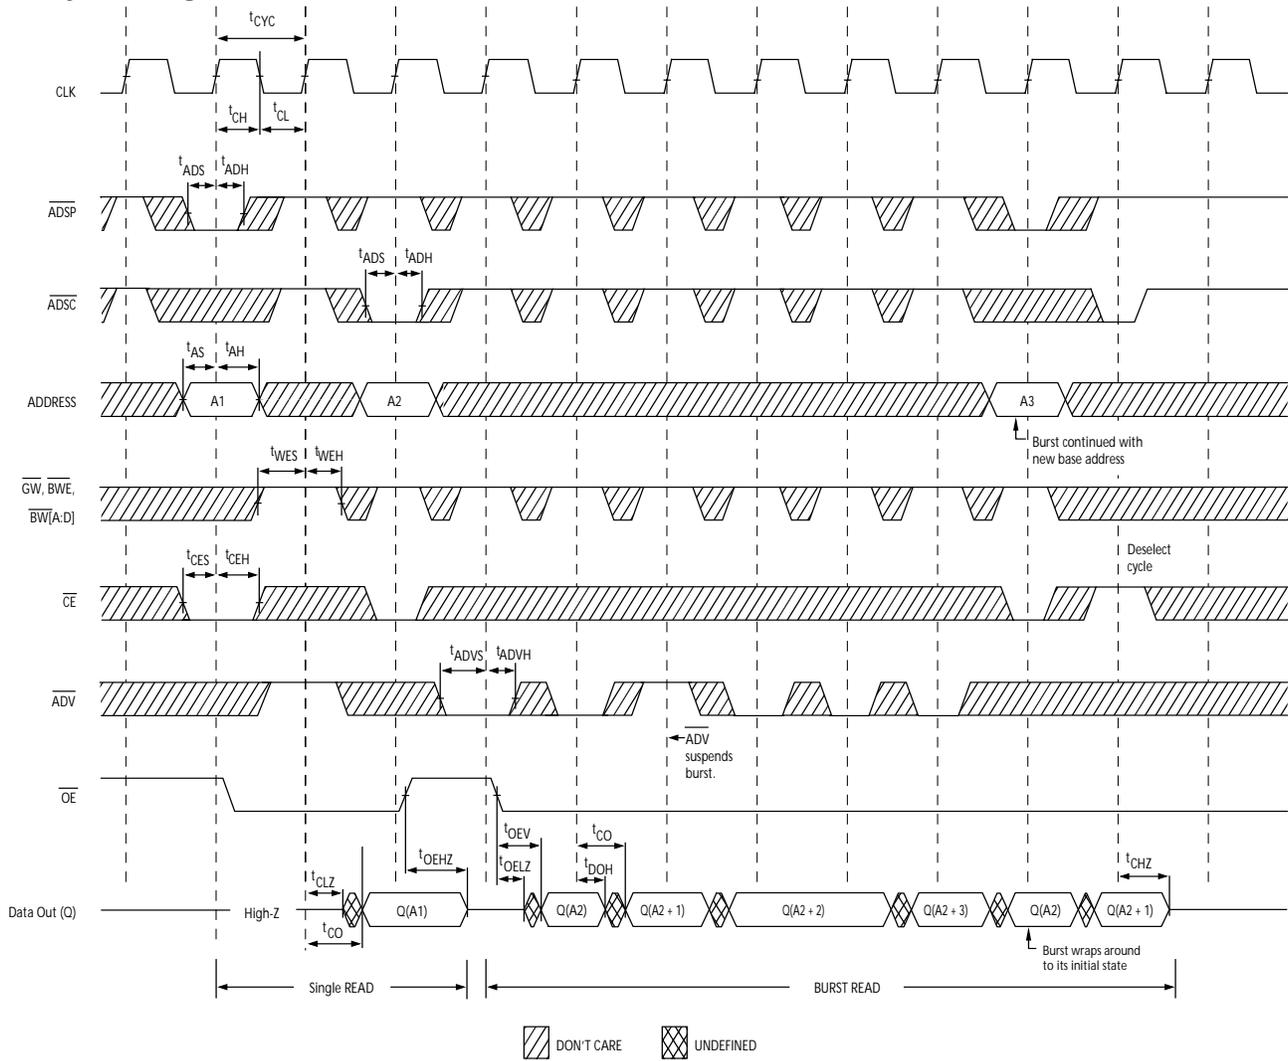 tCYC
CLK
tCH
tCL
tADS
tADH
ADSP
tADS
tADH
ADSC
tAS
tAH
ADDRESS
A1
A2
A3
Burst continued with
new base address
tWES
tWEH
GW, BWE,
BW[A:D]
Deselect
cycle
tCES
tCEH
CE
tADVS
tADVH
ADV
ADV
suspends
burst.
OE
tOEV
tCO
tOEHZ
tOELZ
tDOH
tCHZ
tCLZ
Data Out (Q)
High-Z
Q(A1)
Q(A2)
Q(A2 + 1)
Q(A2 + 2)
Q(A2 + 3)
Q(A2)
Q(A2 + 1)
tCO
Burst wraps around
to its initial state
Single READ
BURST READ
DON'T CARE
UNDEFINED